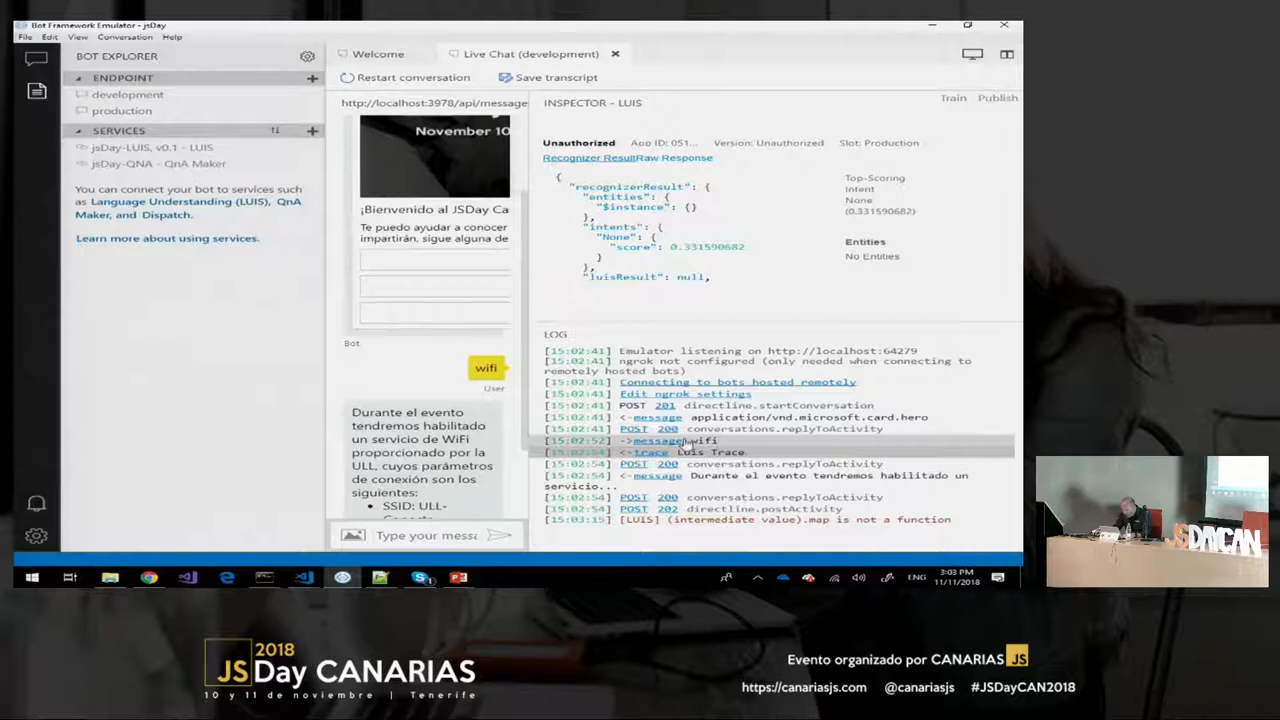 Bot Framework Emulator - jsDay
File Edit View Conversation Help
BOT EXPLORER
ENDPOINT
development
production
SERVICES
jsDay-LUIS, v0.1 - LUIS
jsDay-QNA - QnA Maker
You can connect your bot to services such
as Language Understanding (LUIS), QnA
Maker, and Dispatch.
Learn more about using services.
Welcome
Live Chat (development)
Restart conversation
Save transcript
http://localhost:3978/api/message
November 10
¡Bienvenido al JSDay Ca
Te puedo ayudar a conocer
impartirán, sigue alguna de
Bot
wifi
User
Durante el evento
tendremos habilitado
un servicio de WiFi
proporcionado por la
ULL, cuyos parámetros
de conexión son los
siguientes:
• SSID: ULL-
Type your messa
INSPECTOR - LUIS
Train Publish
Unauthorized App ID: 051... Version: Unauthorized Slot: Production
Recognizer Result Raw Response
{
"recognizerResult": {
"entities": {
"$instance": {}
},
"intents": {
"None": {
"score": 0.331590682
}
},
"luisResult": null,
Top-Scoring
Intent
None
(0.331590682)
Entities
No Entities
LOG
[15:02:41] Emulator listening on http://localhost:64279
[15:02:41] ngrok not configured (only needed when connecting to
remotely hosted bots)
[15:02:41] Connecting to bots hosted remotely
[15:02:41] Edit ngrok settings
[15:02:41] POST 201 directline.startConversation
[15:02:41] <-message application/vnd.microsoft.card.hero
[15:02:41] POST 200 conversations.replyToActivity
[15:02:52] ->message wifi
[15:02:54] <-trace Luis Trace
[15:02:54] POST 200 conversations.replyToActivity
[15:02:54] <-message Durante el evento tendremos habilitado un
servicio...
[15:02:54] POST 200 conversations.replyToActivity
[15:02:54] POST 202 directline.postActivity
[15:03:15] [LUIS] (intermediate value).map is not a function
ENG
3:03 PM
11/11/2018
JSDAYCAN
2018
JSDay CANARIAS
10 y 11 de noviembre | Tenerife
Evento organizado por CANARIAS JS
https://canariasjs.com @canariasjs #JSDayCAN2018